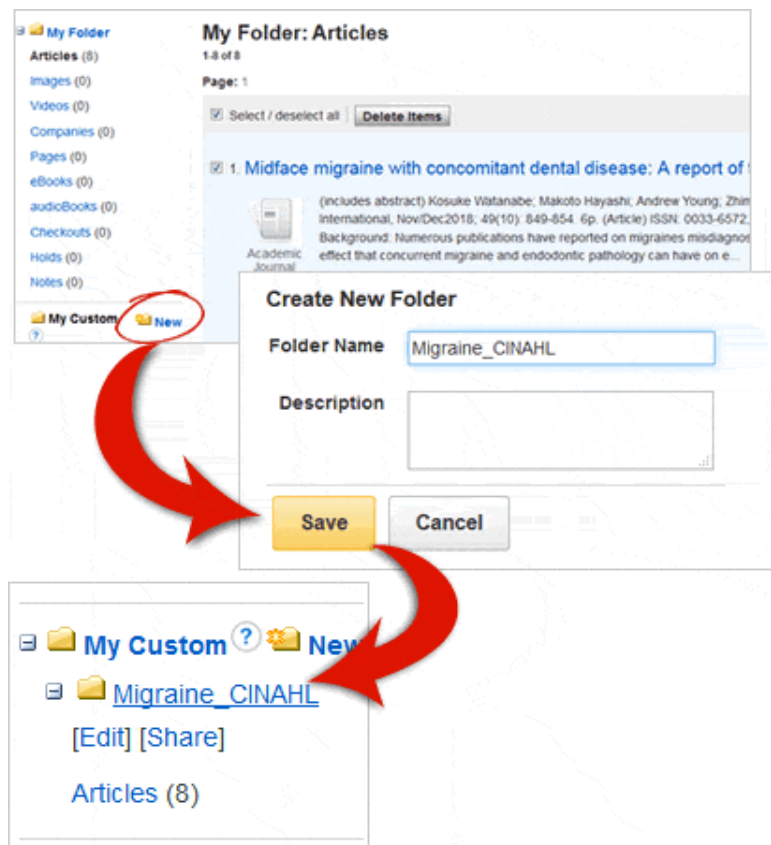 My Folder
Articles (8)
Images (0)
Videos (0)
Companies (0)
Pages (0)
eBooks (0)
audioBooks (0)
Checkouts (0)
Holds (0)
Notes (0)
My Custom
New
?
My Folder: Articles
1-8 of 8
Page: 1
Select / deselect all
Delete Items
1. Midface migraine with concomitant dental disease: A report of
(includes abstract) Kosuke Watanabe; Makoto Hayashi; Andrew Young;
International, Nov/Dec2018; 49(10): 849-854. 6p. (Article) ISSN: 0033-6572,
Background: Numerous publications have reported on migraines
effect that concurrent migraine and endodontic pathology can have on e...
Academic
Journal
Create New Folder
Folder Name
Migraine_CINAHL
Description
Save
Cancel
My Custom ? New
Migraine_CINAHL
[Edit] [Share]
Articles (8)